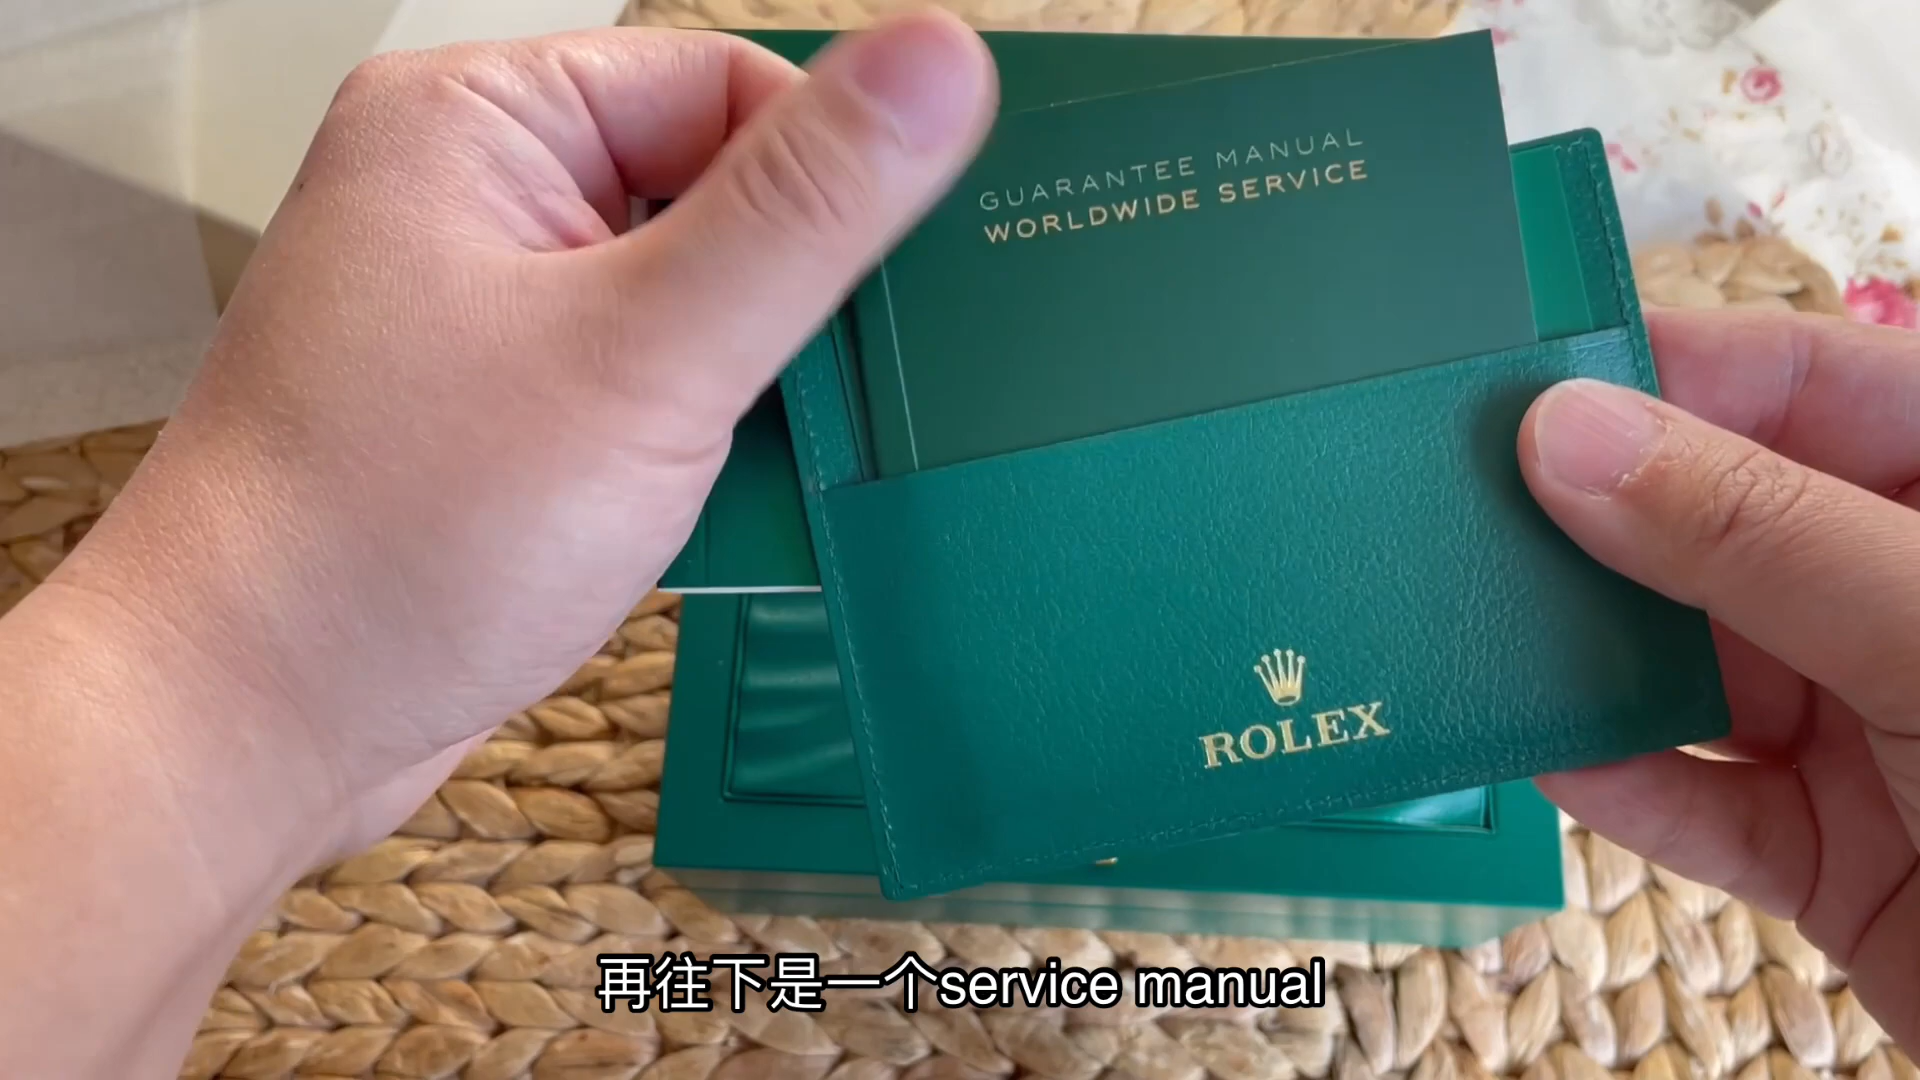 GUARANTEE MANUAL
WORLDWIDE SERVICE
ROLEX
再往下是一个service manual